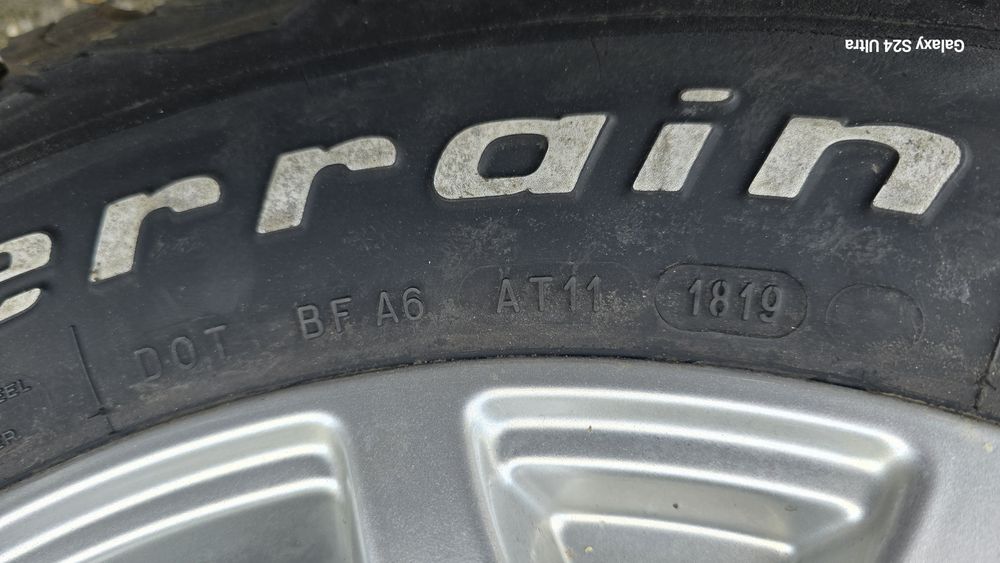 Galaxy S24 Ultra
errain
DOT BF A6 AT11 1819